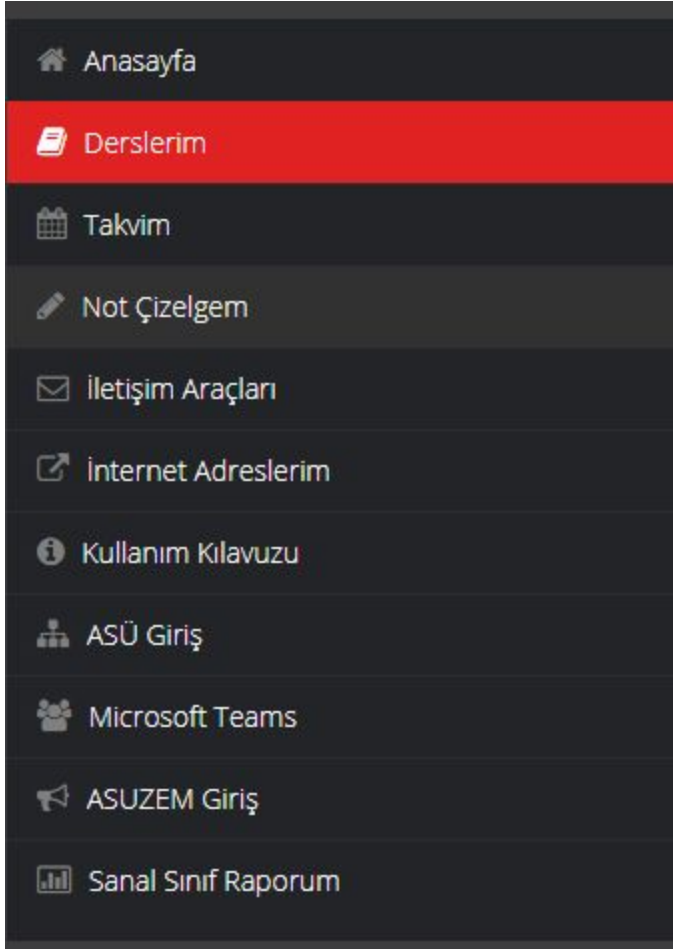 Anasayfa
Derslerim
Takvim
Not Çizelgem
İletişim Araçları
İnternet Adreslerim
Kullanım Kılavuzu
ASÜ Giriş
Microsoft Teams
ASUZEM Giriş
Sanal Sınıf Raporum